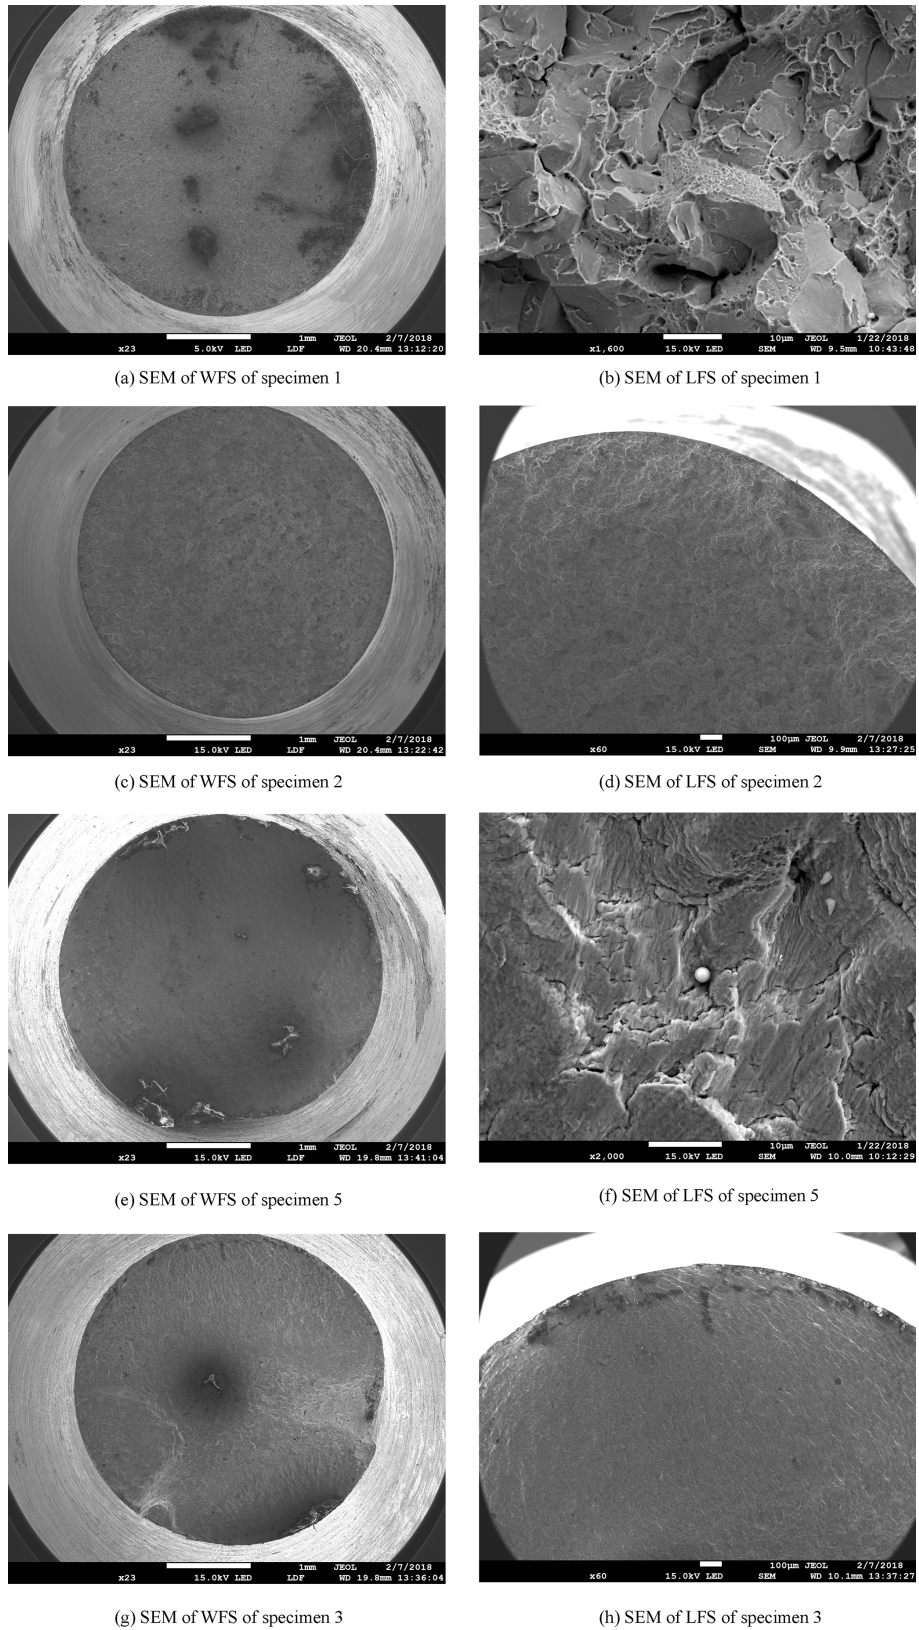 1mm JEOL 2/7/2018
x23 5.0kV LED LDF WD 20.4mm 13:12:20
10µm JEOL 1/22/2018
x1,600 15.0kV LED SEM WD 9.5mm 10:43:48
(a) SEM of WFS of specimen 1
(b) SEM of LFS of specimen 1
1mm JEOL 2/7/2018
x23 15.0kV LED LDF WD 20.4mm 13:22:42
100µm JEOL 2/7/2018
x60 15.0kV LED SEM WD 9.9mm 13:27:25
(c) SEM of WFS of specimen 2
(d) SEM of LFS of specimen 2
1mm JEOL 2/7/2018
x23 15.0kV LED LDF WD 19.8mm 13:41:04
10µm JEOL 1/22/2018
x2,000 15.0kV LED SEM WD 10.0mm 10:12:29
(e) SEM of WFS of specimen 5
(f) SEM of LFS of specimen 5
1mm JEOL 2/7/2018
x23 15.0kV LED LDF WD 19.8mm 13:36:04
100µm JEOL 2/7/2018
x60 15.0kV LED SEM WD 10.1mm 13:37:27
(g) SEM of WFS of specimen 3
(h) SEM of LFS of specimen 3